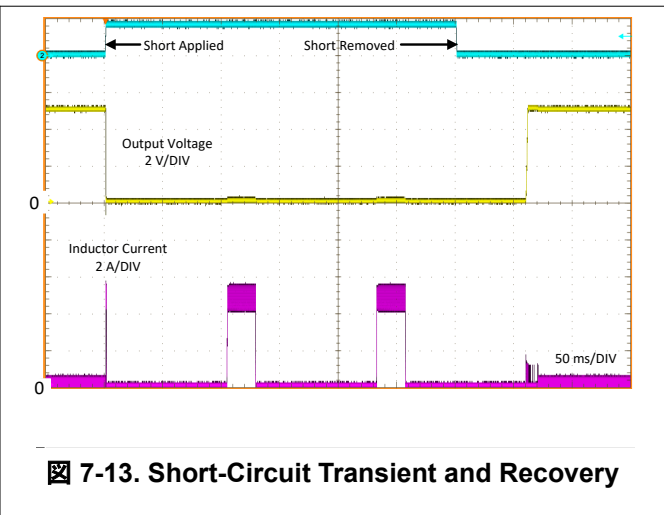 Short Applied
Short Removed
2
Output Voltage
2 V/DIV
0
Inductor Current
2 A/DIV
50 ms/DIV
0
図 7-13. Short-Circuit Transient and Recovery